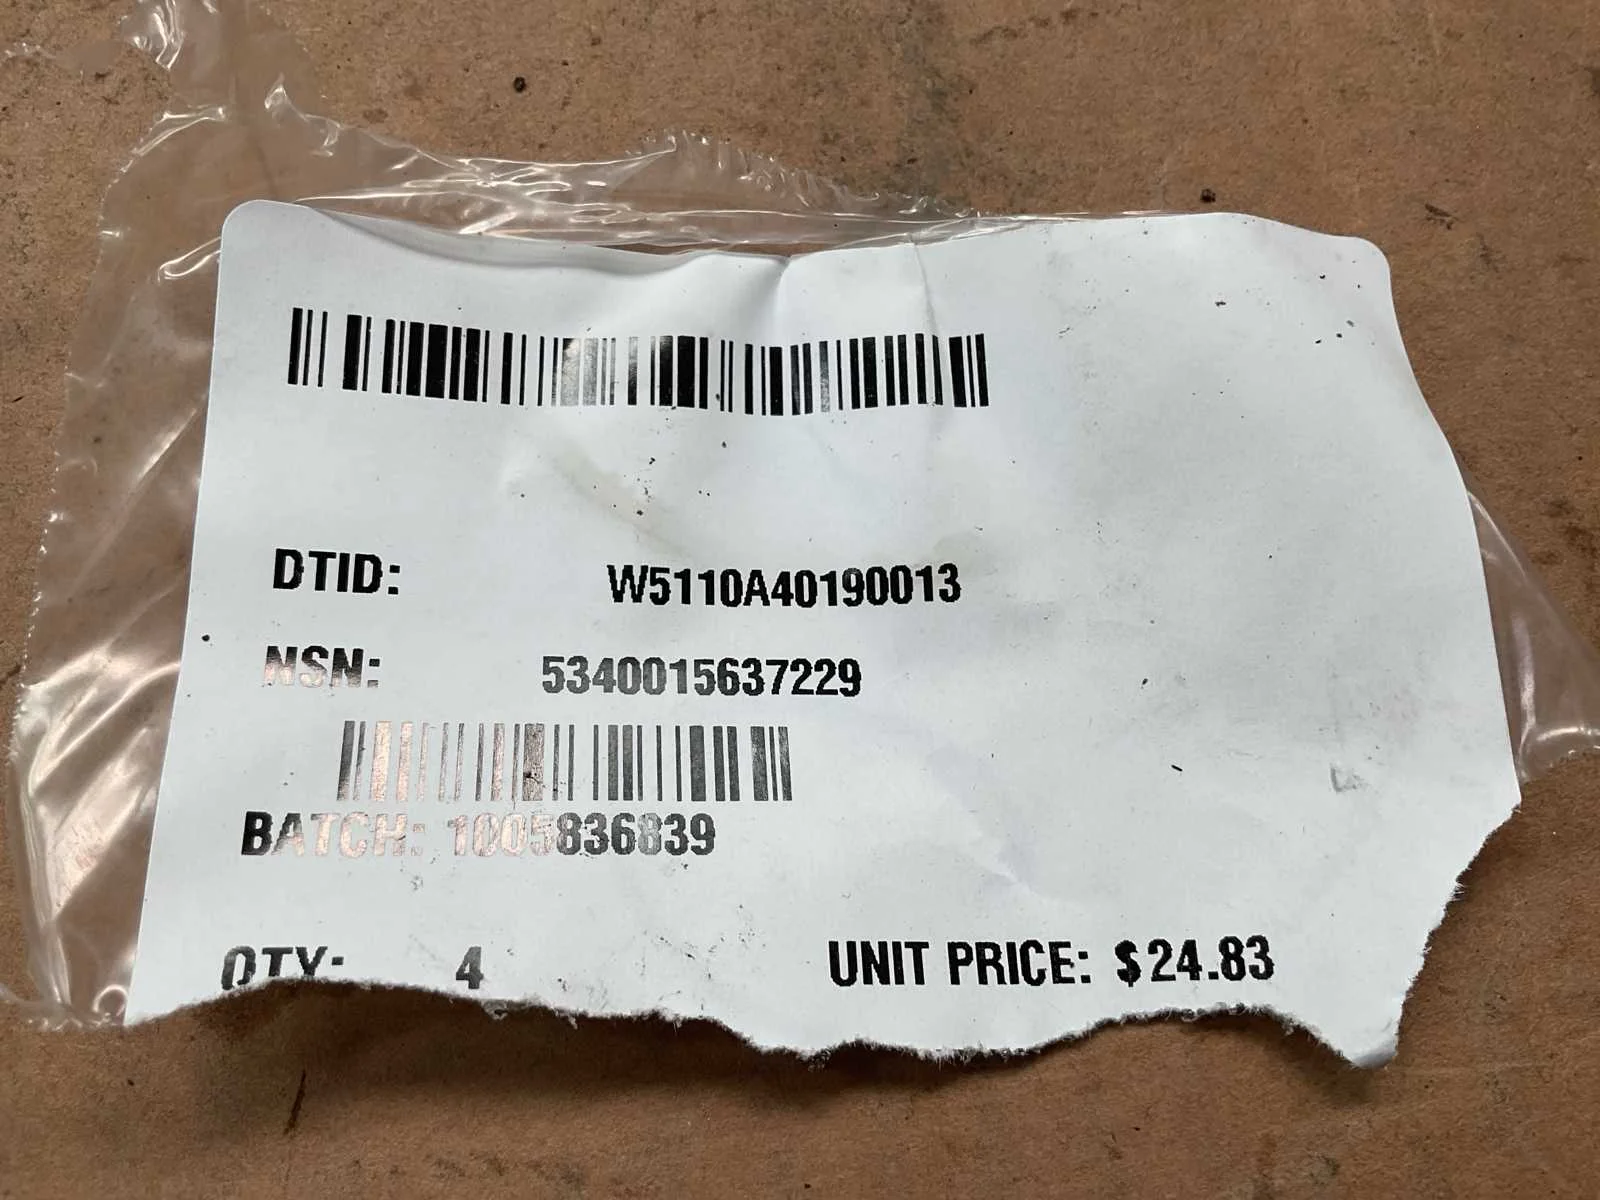 DTID: W5110A40190013
NSN: 5340015637229
BATCH: 1005836839
QTY: 4 UNIT PRICE: $24.83